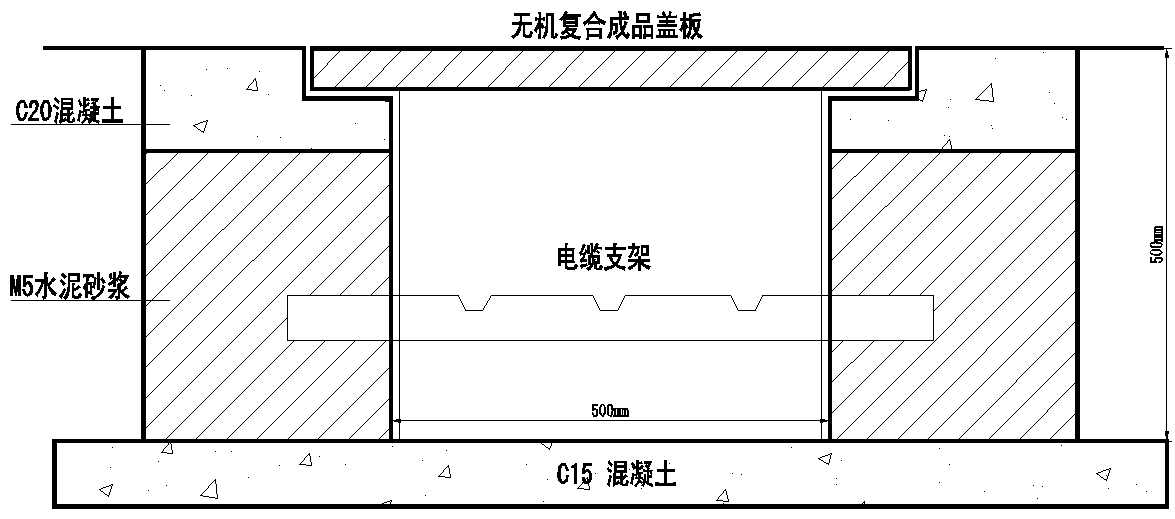 无机复合成品盖板
C20混凝土
500mm
电缆支架
M5水泥砂浆
500mm
C15 混凝土